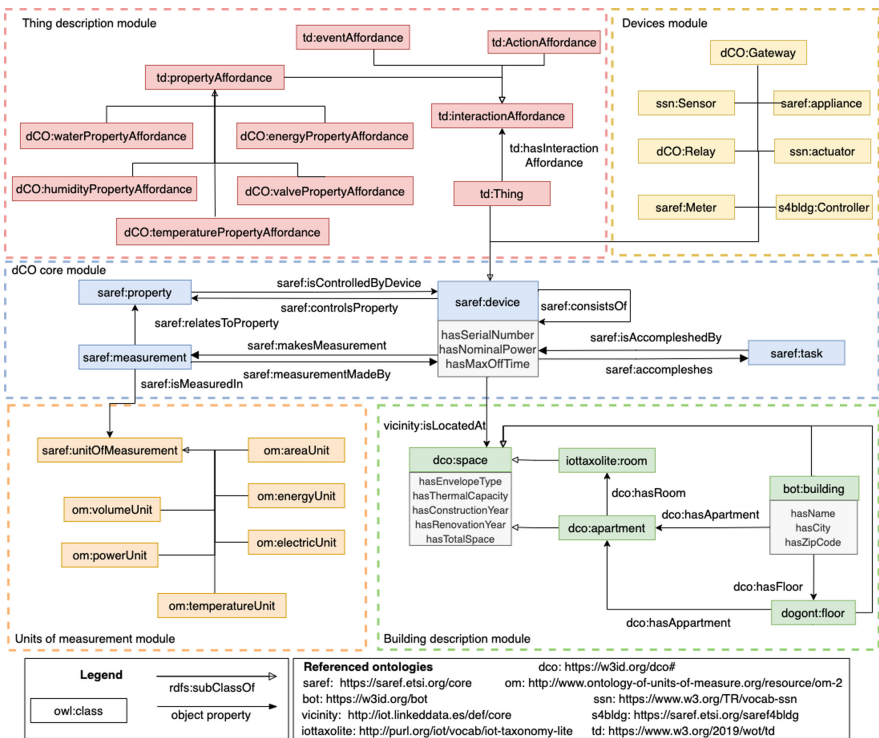 Thing description module
td:eventAffordance
td:ActionAffordance
td:propertyAffordance
td:interactionAffordance
dCO:waterPropertyAffordance
dCO:energyPropertyAffordance
td:hasInteraction
Affordance
dCO:humidityPropertyAffordance
dCO:valvePropertyAffordance
td:Thing
dCO:temperaturePropertyAffordance
Devices module
dCO:Gateway
ssn:Sensor
saref:appliance
dCO:Relay
ssn:actuator
saref:Meter
s4bldg:Controller
dCO core module
saref:property
saref:isControlledByDevice
saref:controlsProperty
saref:device
saref:consistsOf
saref:relatesToProperty
hasSerialNumber
hasNominalPower
hasMaxOffTime
saref:measurement
saref:makesMeasurement
saref:measurementMadeBy
saref:isAccompleshedBy
saref:accompleshes
saref:task
saref:isMeasuredIn
saref:unitOfMeasurement
om:areaUnit
om:energyUnit
om:volumeUnit
om:electricUnit
om:powerUnit
om:temperatureUnit
Units of measurement module
vicinity:isLocatedAt
dco:space
hasEnvelopeType
hasThermalCapacity
hasConstructionYear
hasRenovationYear
hasTotalSpace
iottaxolite:room
dco:hasRoom
dco:apartment
dco:hasApartment
bot:building
hasName
hasCity
hasZipCode
dco:hasFloor
dogont:floor
dco:hasAppartment
Building description module
Legend
rdfs:subClassOf
owl:class
object property
Referenced ontologies
dco: https://w3id.org/dco#
saref: https://saref.etsi.org/core
om: http://www.ontology-of-units-of-measure.org/resource/om-2
bot: https://w3id.org/bot
ssn: https://www.w3.org/TR/vocab-ssn
vicinity: http://iot.linkeddata.es/def/core
s4bldg: https://saref.etsi.org/saref4bldg
iottaxolite: http://purl.org/iot/vocab/iot-taxonomy-lite
td: https://www.w3.org/2019/wot/td